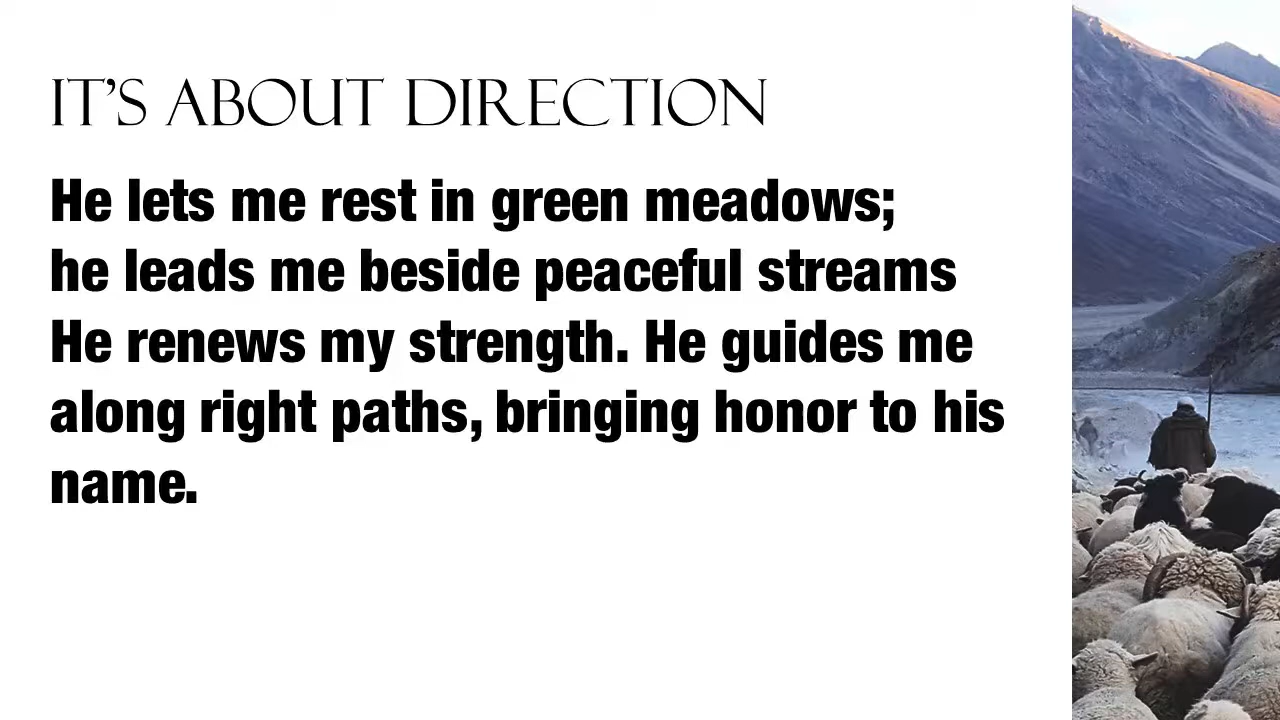 IT'S ABOUT DIRECTION
He lets me rest in green meadows;
he leads me beside peaceful streams
He renews my strength. He guides me
along right paths, bringing honor to his
name.